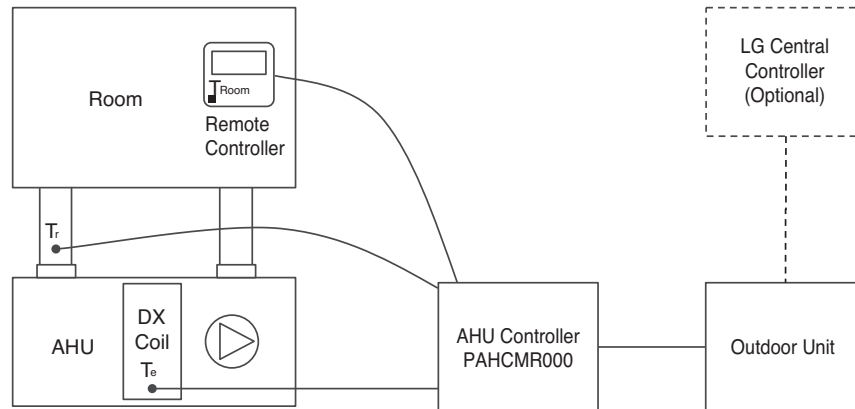 Room
T Room
Remote
Controller
LG Central
Controller
(Optional)
Tr
AHU
DX
Coil
Te
AHU Controller
PAHCMR000
Outdoor Unit